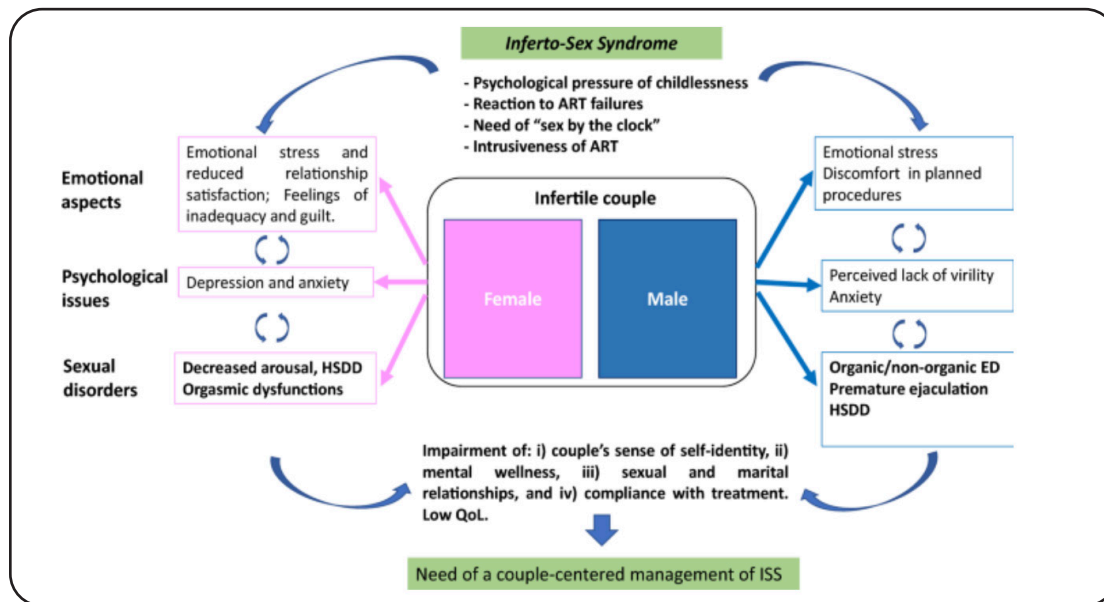 Inferto-Sex Syndrome
- Psychological pressure of childlessness
- Reaction to ART failures
- Need of “sex by the clock”
- Intrusiveness of ART
Emotional
aspects
Emotional stress and
reduced relationship
satisfaction; Feelings of
inadequacy and guilt.
Emotional stress
Discomfort in planned
procedures
Infertile couple
Psychological
issues
Depression and anxiety
Female
Male
Perceived lack of virility
Anxiety
Sexual
disorders
Decreased arousal, HSDD
Orgasmic dysfunctions
Organic/non-organic ED
Premature ejaculation
HSDD
Impairment of: i) couple’s sense of self-identity, ii)
mental wellness, iii) sexual and marital
relationships, and iv) compliance with treatment.
Low QoL.
Need of a couple-centered management of ISS